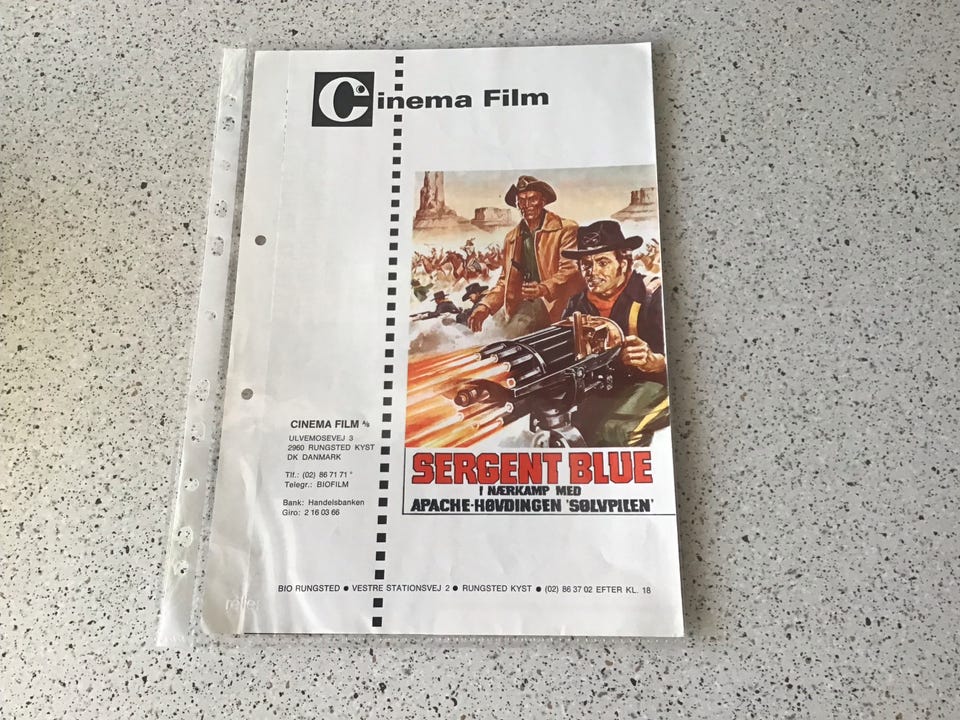 Cinema Film
SERGENT BLUE
I NÆRKAMP MED
APACHE-HØVDINGEN 'SØLVPILEN'
CINEMA FILM A/S
ULVEMOSEVEJ 3
2960 RUNGSTED KYST
DK DANMARK
Tlf.: (02) 86 71 71 *
Telegr.: BIOFILM
Bank: Handelsbanken
Giro: 2 16 03 66
BIO RUNGSTED ● VESTRE STATIONSVEJ 2 ● RUNGSTED KYST ● (02) 86 37 02 EFTER KL. 18